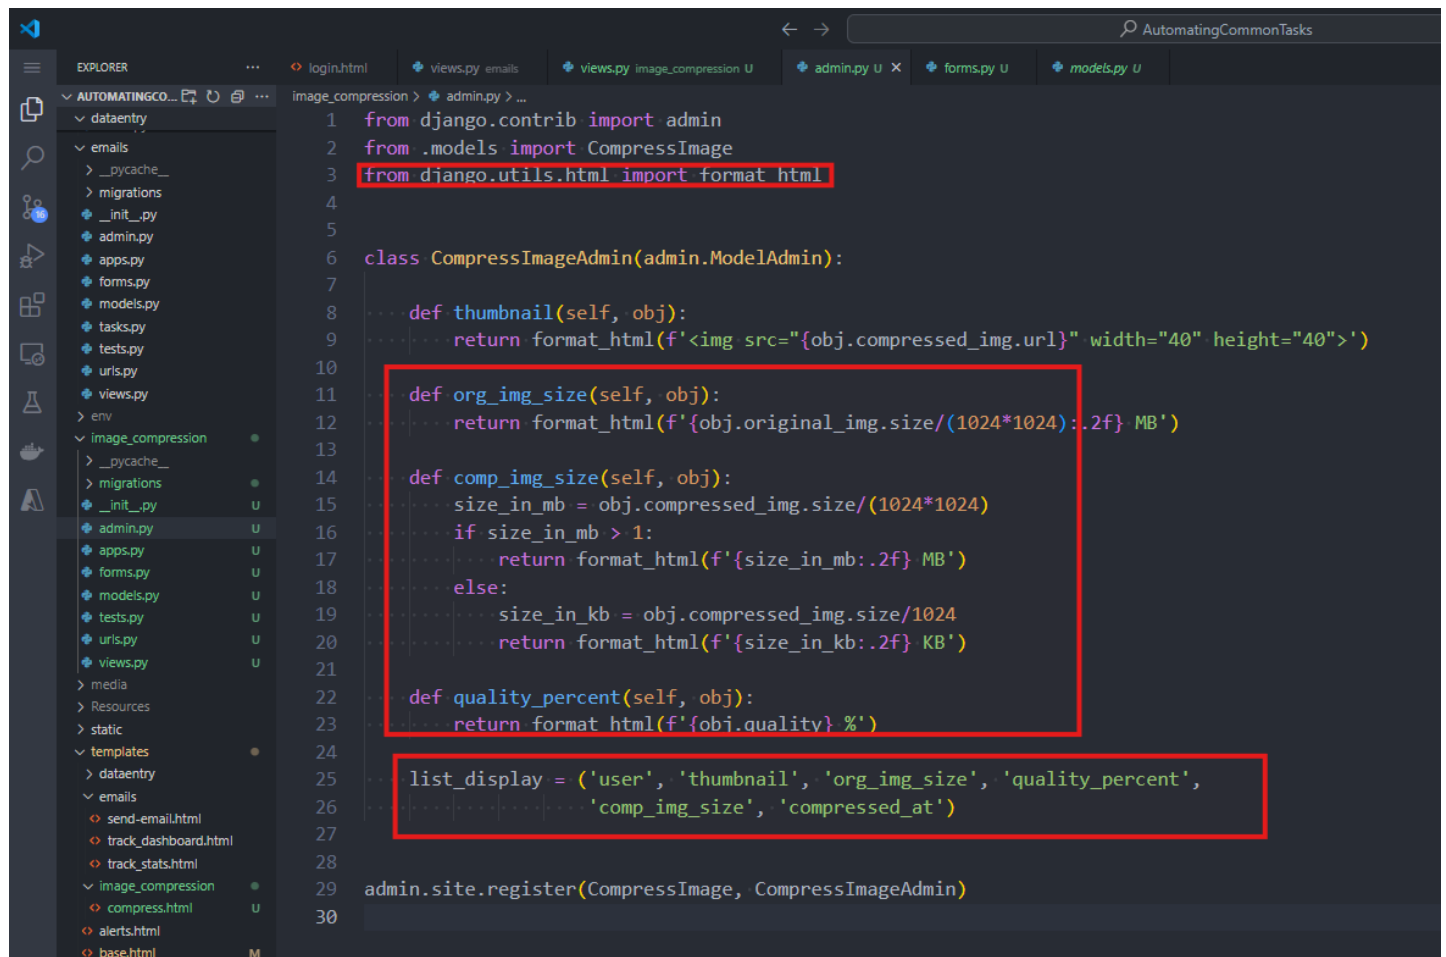 AutomatingCommonTasks
EXPLORER
login.html
views.py emails
views.py image_compression U
admin.py U
forms.py U
models.py U
AUTOMATINGCO...
image_compression > admin.py > ...
dataentry
emails
__pycache__
migrations
__init__.py
admin.py
apps.py
forms.py
models.py
tasks.py
tests.py
urls.py
views.py
env
image_compression
__pycache__
migrations
__init__.py U
admin.py U
apps.py U
forms.py U
models.py U
tests.py U
urls.py U
views.py U
media
Resources
static
templates
dataentry
emails
send-email.html
track_dashboard.html
track_stats.html
image_compression
compress.html U
alerts.html
base.html M
16
1 from django.contrib import admin
2 from .models import CompressImage
3 from django.utils.html import format_html
4
5
6 class CompressImageAdmin(admin.ModelAdmin):
7
8 def thumbnail(self, obj):
9 return format_html(f'<img src="{obj.compressed_img.url}" width="40" height="40">')
10
11 def org_img_size(self, obj):
12 return format_html(f'{obj.original_img.size/(1024*1024):.2f} MB')
13
14 def comp_img_size(self, obj):
15 size_in_mb = obj.compressed_img.size/(1024*1024)
16 if size_in_mb > 1:
17 return format_html(f'{size_in_mb:.2f} MB')
18 else:
19 size_in_kb = obj.compressed_img.size/1024
20 return format_html(f'{size_in_kb:.2f} KB')
21
22 def quality_percent(self, obj):
23 return format_html(f'{obj.quality} %')
24
25 list_display = ('user', 'thumbnail', 'org_img_size', 'quality_percent',
26 'comp_img_size', 'compressed_at')
27
28
29 admin.site.register(CompressImage, CompressImageAdmin)
30